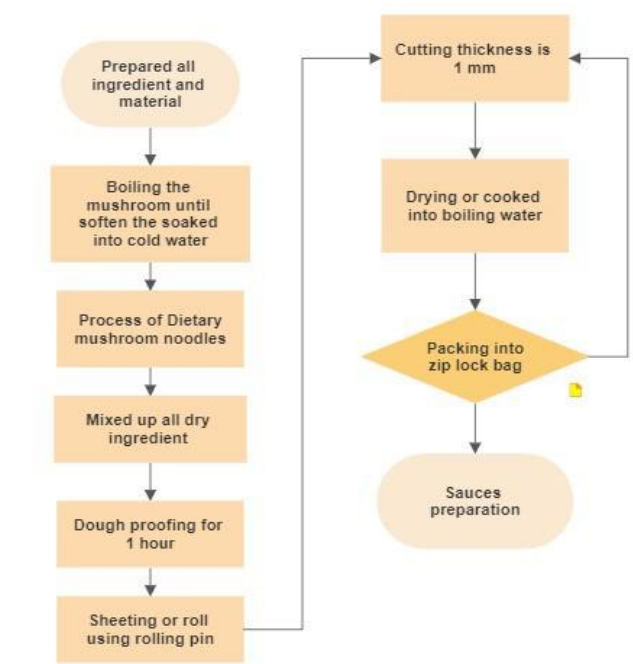 Prepared all
ingredient and
material
Boiling the
mushroom until
soften the soaked
into cold water
Process of Dietary
mushroom noodles
Mixed up all dry
ingredient
Dough proofing for
1 hour
Sheeting or roll
using rolling pin
Cutting thickness is
1 mm
Drying or cooked
into boiling water
Packing into
zip lock bag
Sauces
preparation